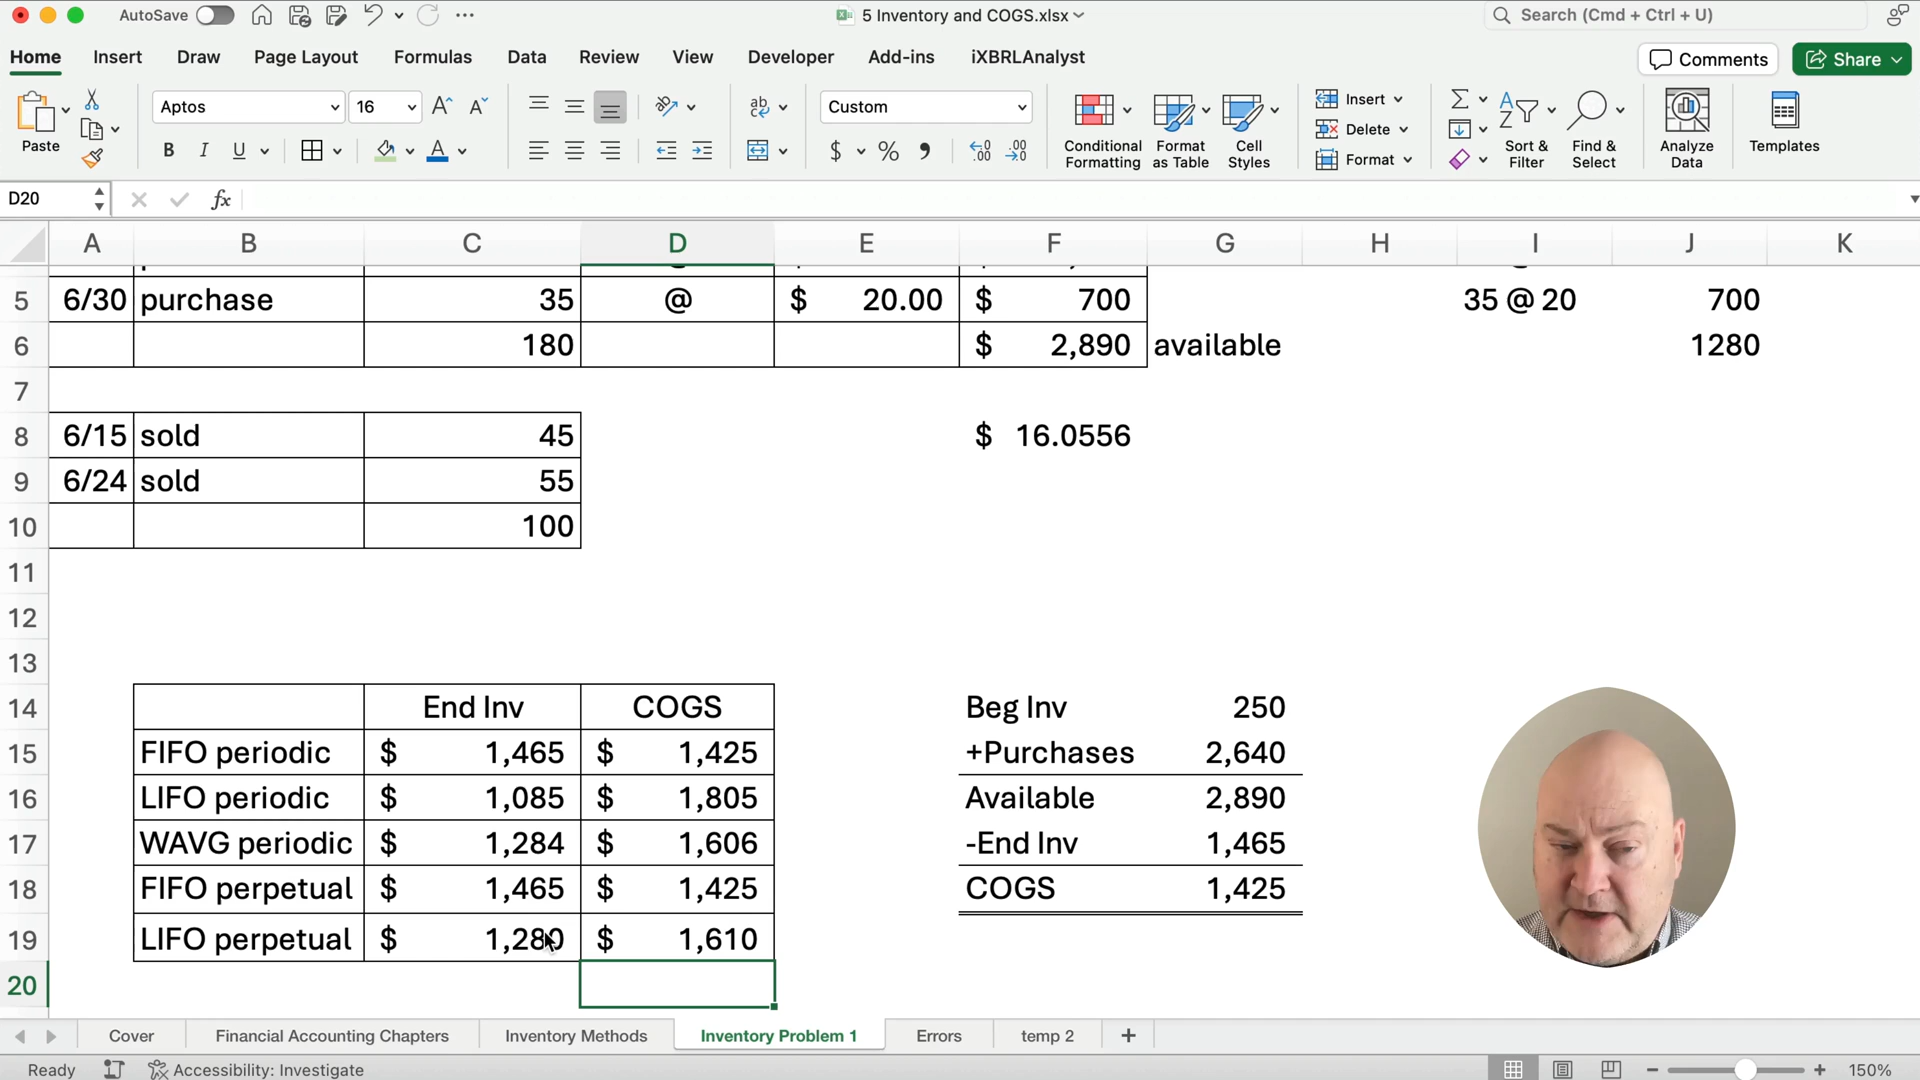 AutoSave
5 Inventory and COGS.xlsx
Search (Cmd + Ctrl + U)
Home Insert Draw Page Layout Formulas Data Review View Developer Add-ins iXBRLAnalyst
Comments Share
Paste
Aptos 16
B I U
Custom
$ % 9
Conditional Formatting
Format as Table
Cell Styles
Insert
Delete
Format
Sort & Filter
Find & Select
Analyze Data
Templates
D20 fx
A B C D E F G H I J K
5 6/30 purchase 35 @ $ 20.00 $ 700 35 @ 20 700
6 180 $ 2,890 available 1280
7
8 6/15 sold 45 $ 16.0556
9 6/24 sold 55
10 100
11
12
13
14 End Inv COGS Beg Inv 250
15 FIFO periodic $ 1,465 $ 1,425 +Purchases 2,640
16 LIFO periodic $ 1,085 $ 1,805 Available 2,890
17 WAVG periodic $ 1,284 $ 1,606 -End Inv 1,465
18 FIFO perpetual $ 1,465 $ 1,425 COGS 1,425
19 LIFO perpetual $ 1,280 $ 1,610
20
Cover Financial Accounting Chapters Inventory Methods Inventory Problem 1 Errors temp 2 +
Ready Accessibility: Investigate 150%